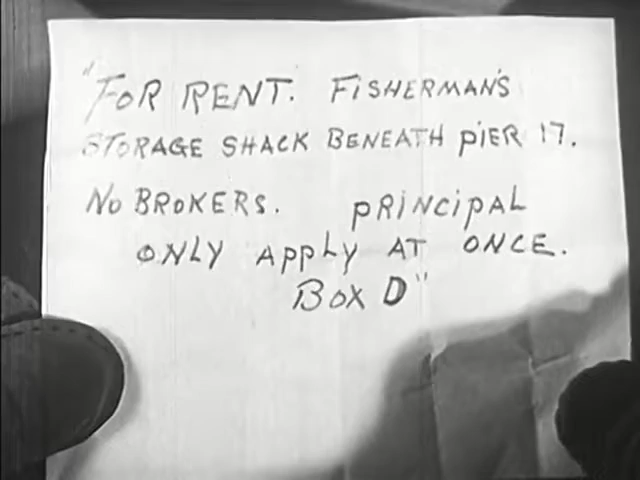 "FOR RENT. FISHERMAN'S
STORAGE SHACK BENEATH PIER 17.
NO BROKERS. PRINCIPAL
ONLY APPLY AT ONCE.
BOX D"